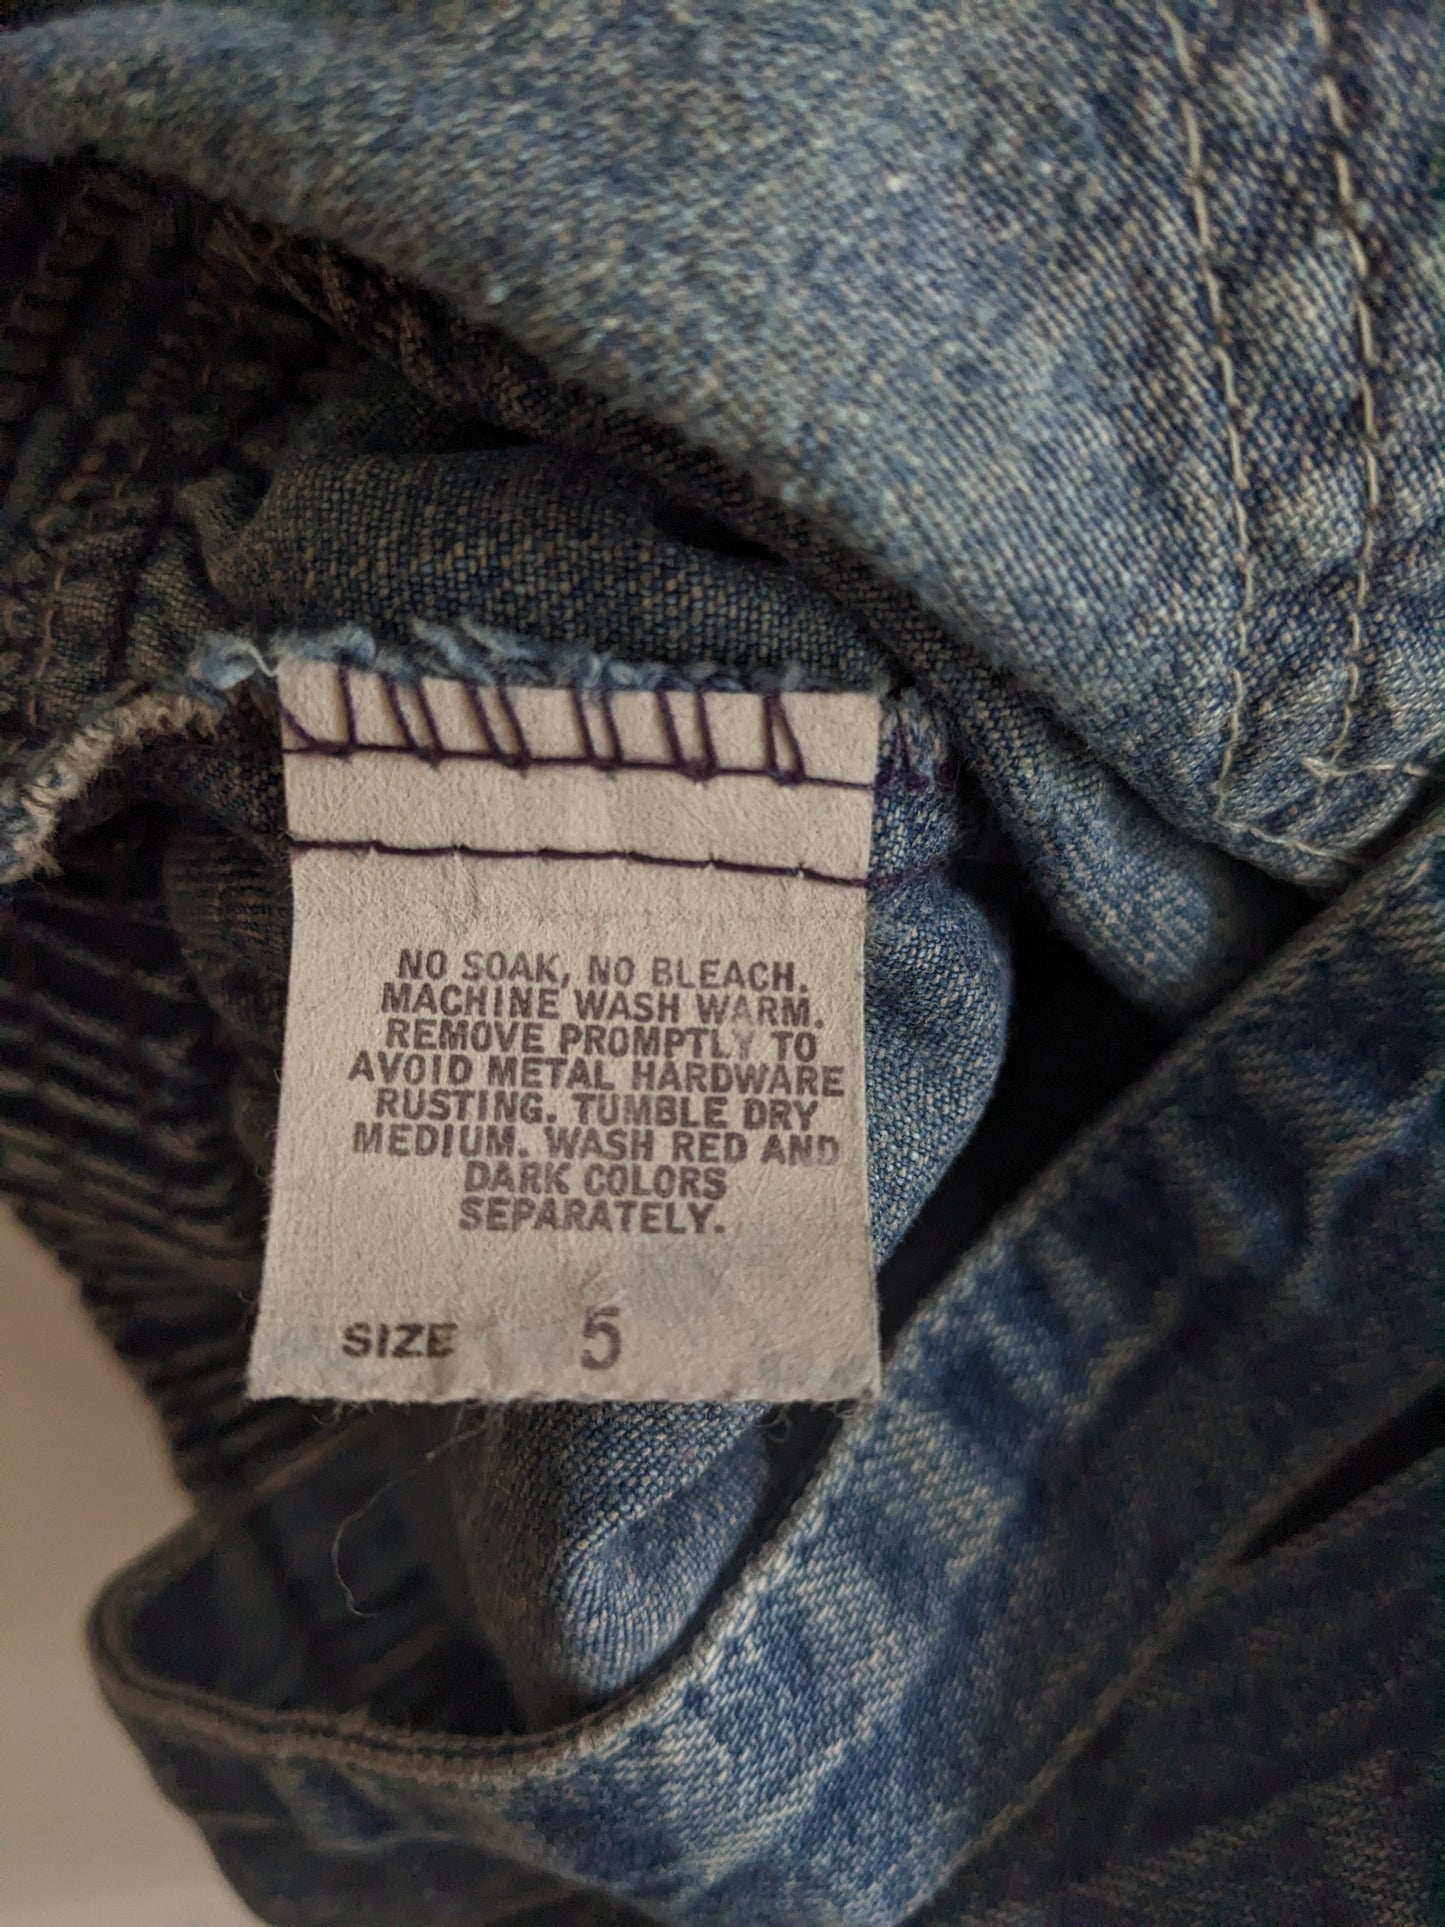 NO SOAK, NO BLEACH.
MACHINE WASH WARM.
REMOVE PROMPTLY TO
AVOID METAL HARDWARE
RUSTING. TUMBLE DRY
MEDIUM. WASH RED AND
DARK COLORS
SEPARATELY.
SIZE 5